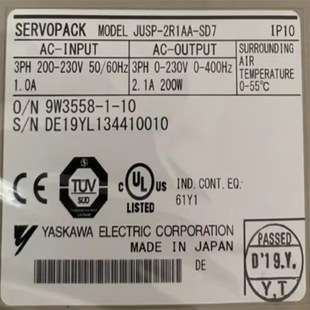 SERVOPACK MODEL JUSP-2R1AA-SD7 IP10
AC-INPUT AC-OUTPUT SURROUNDING AIR TEMPERATURE 0-55℃
3PH 200-230V 50/60Hz 3PH 0-230V 0-400Hz
1.0A 2.1A 200W
O/N 9W3558-1-10
S/N DE19YL134410010
TÜV
SÜD
C UL US
LISTED
IND. CONT. EQ.
61Y1
YASKAWA ELECTRIC CORPORATION
MADE IN JAPAN
DE
PASSED
D'19.Y.
Y.T